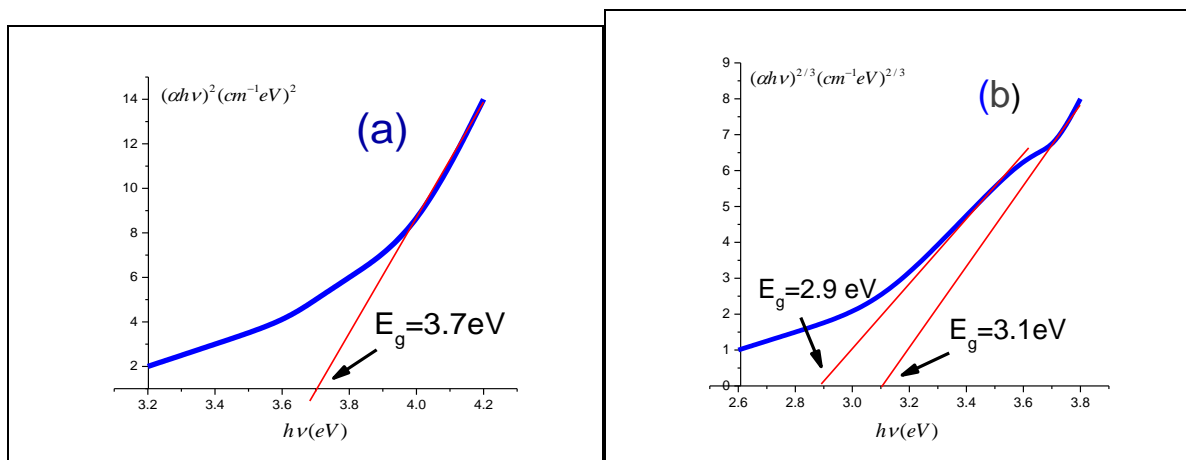 (αhν)²(cm⁻¹eV)²
(a)
14
12
10
8
6
4
2
E_g=3.7eV
3.2 3.4 3.6 3.8 4.0 4.2
hν(eV)
(αhν)^{2/3}(cm⁻¹eV)^{2/3}
(b)
9
8
7
6
5
4
3
2
1
0
E_g=2.9 eV
E_g=3.1eV
2.6 2.8 3.0 3.2 3.4 3.6 3.8
hν(eV)